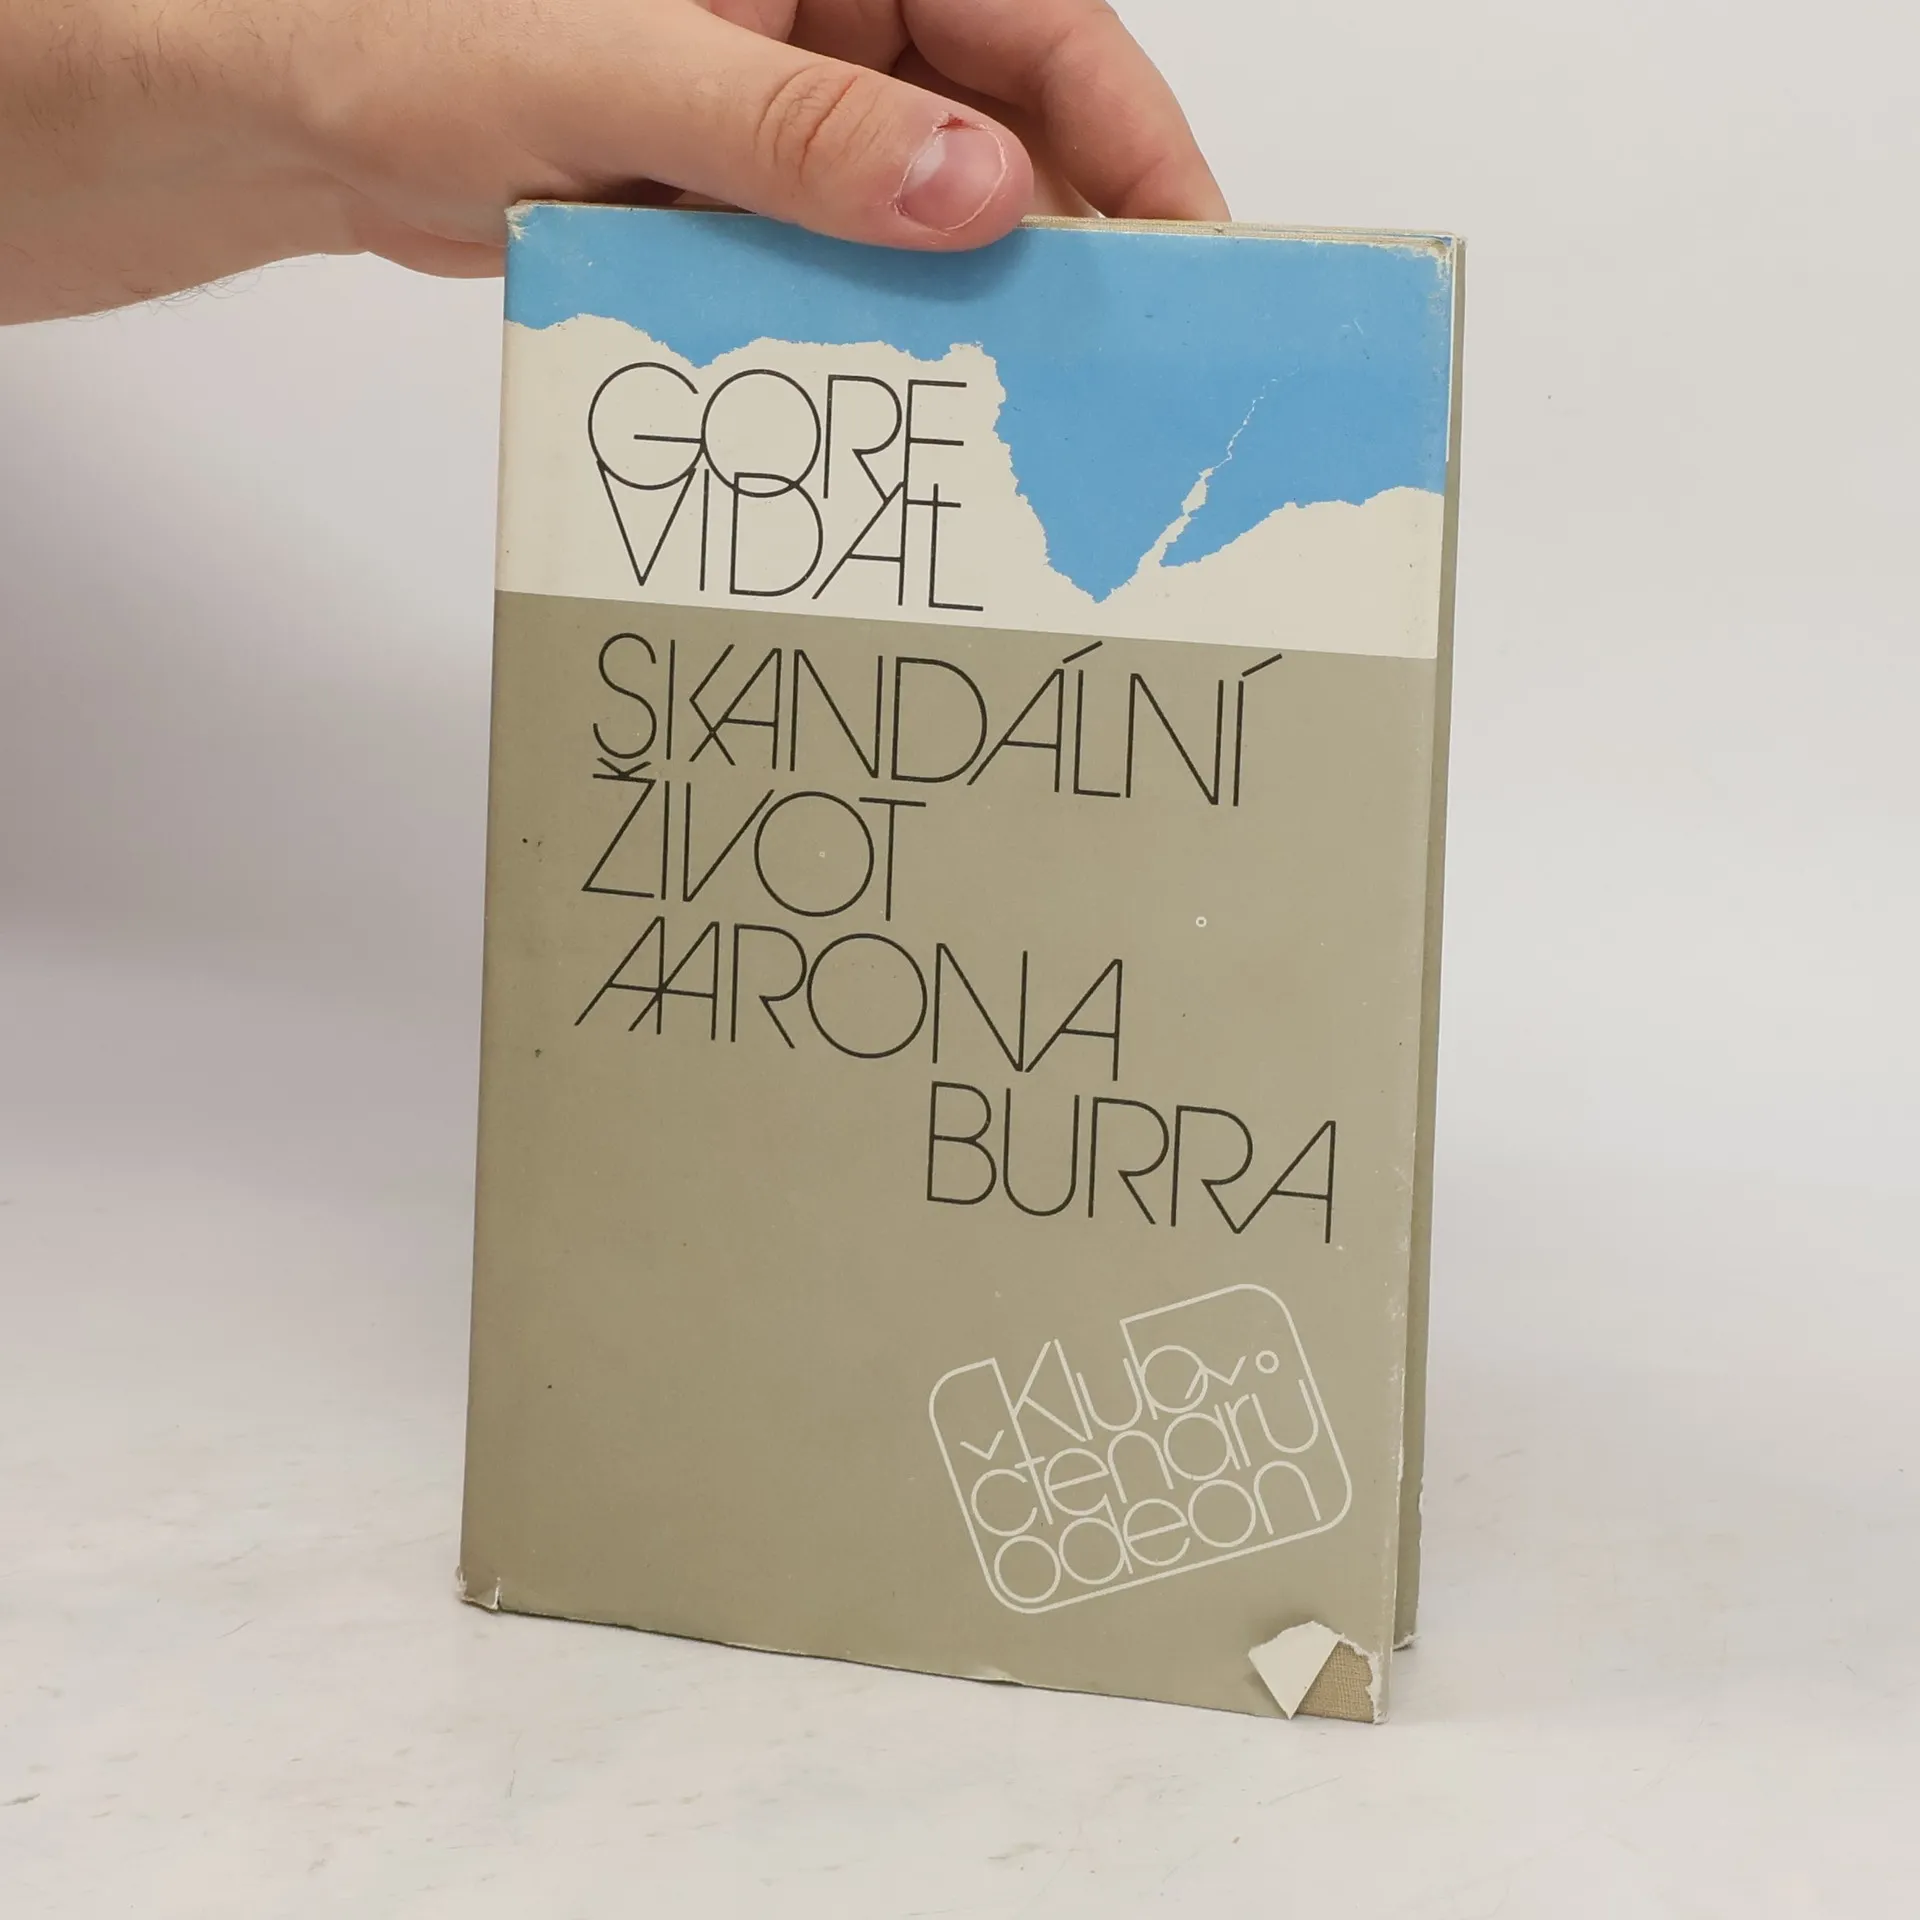 GORE
VIDAL
SKANDÁLNÍ
ŽIVOT
AARONA
BURRA
klub
čtenářů
odeon